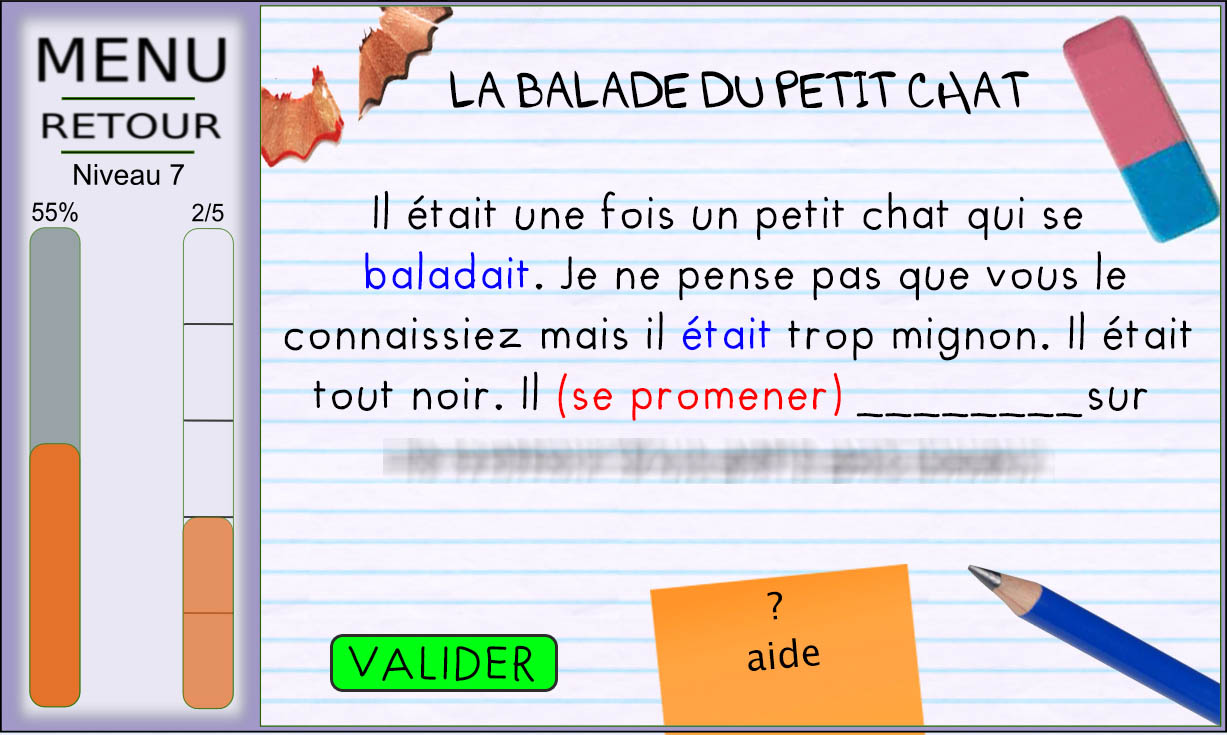 MENU
RETOUR
Niveau 7
55%
2/5
LA BALADE DU PETIT CHAT
Il était une fois un petit chat qui se
baladait. Je ne pense pas que vous le
connaissiez mais il était trop mignon. Il était
tout noir. Il (se promener) ________sur
?
aide
VALIDER